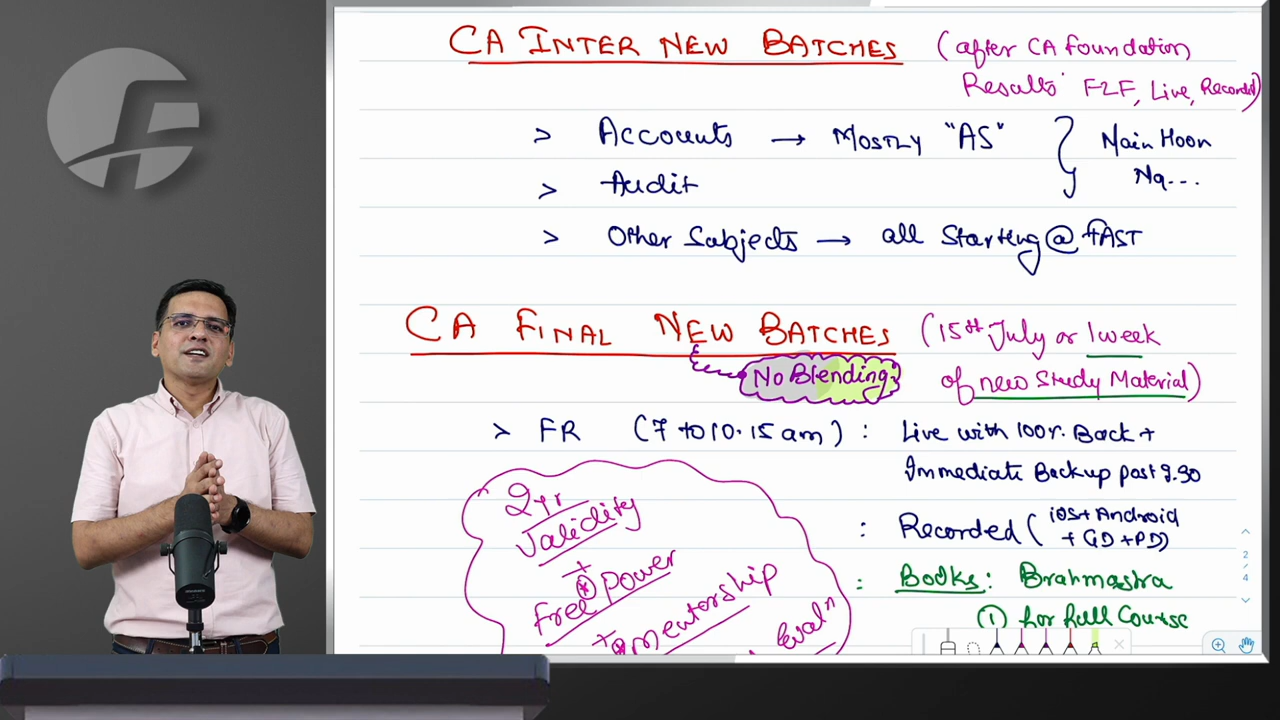 CA INTER NEW BATCHES (after CA foundation
Results F2F, Live, Recorded)
> Accounts → MOSTLY "AS" } Main Hoon
> Audit Na...
> Other Subjects → all Starting @ FAST
CA FINAL NEW BATCHES (15th July or 1 week
No Blending. of new Study Material)
> FR (7 to 10.15 am) : Live with 100% Back +
Immediate Backup post 9.30
2yr
Validity
: Recorded (iOS + Android
+ GD + PD)
+ Power
Free
: Books : Brahmastra
+ mentorship
① for full Course
Evalⁿ
2
/
4